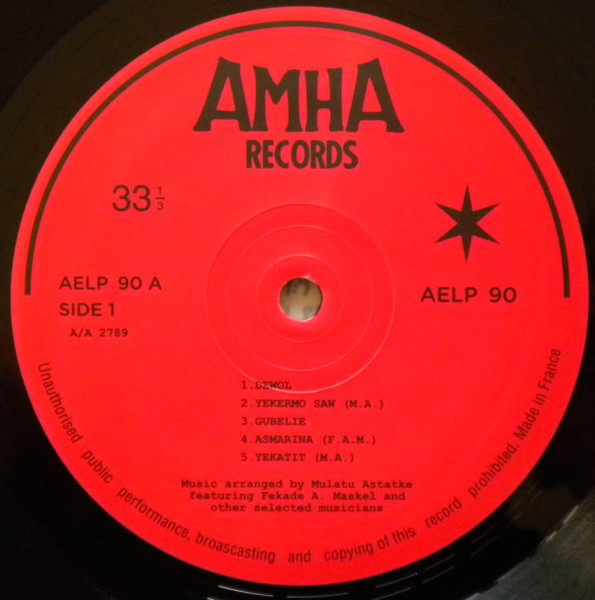 AMHA
RECORDS
33 1/3
AELP 90 A
SIDE 1
A/A 2789
AELP 90
1.DEWOL
2.YEKERMO SAW (M.A.)
3.GUBELIE
4.ASMARINA (F.A.M.)
5.YEKATIT (M.A.)
Music arranged by Mulatu Astatke
featuring Fekade A. Maskel and
other selected musicians
Unauthorised public performance, broascasting and copying of this record prohibited. Made in France